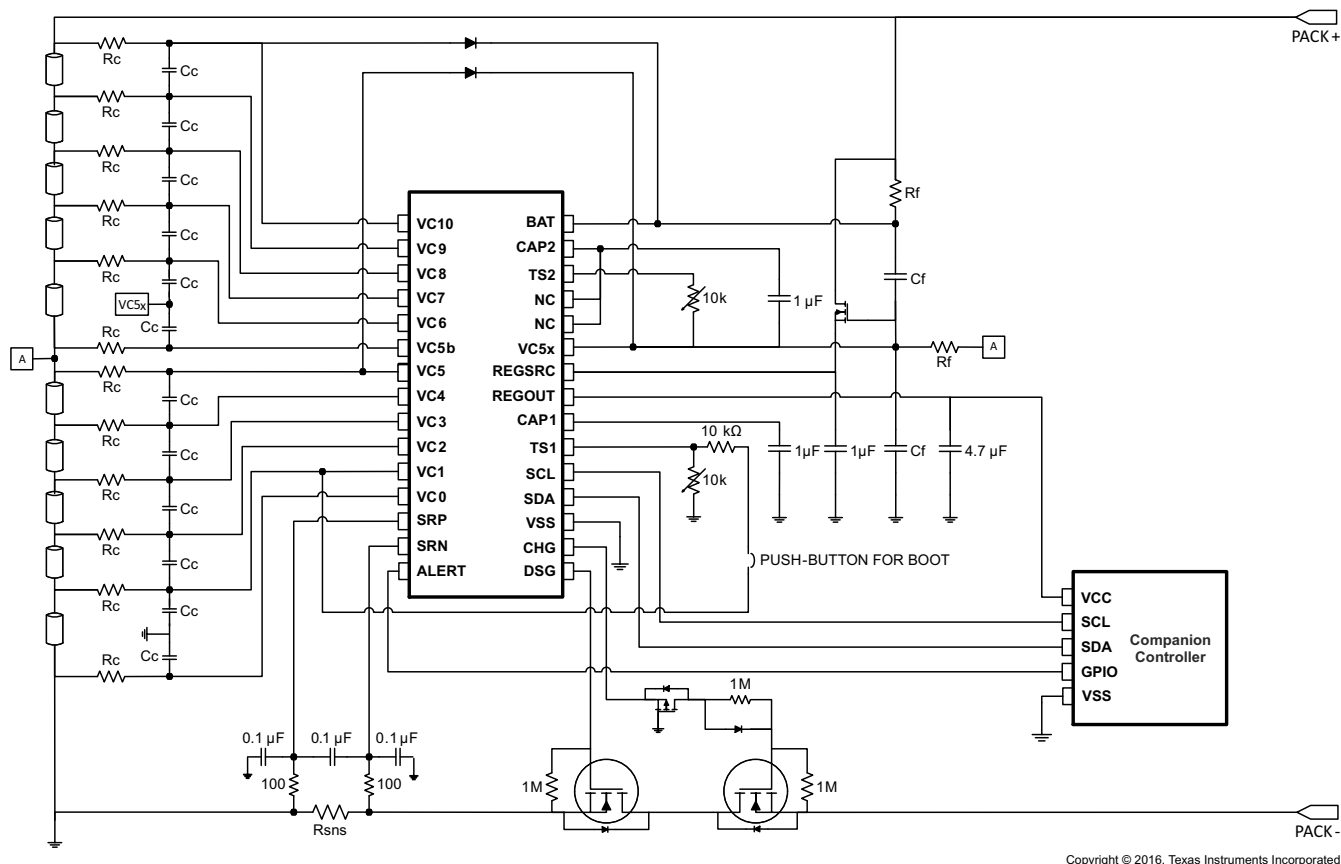 PACK+
Rc
Cc
Rc
Cc
Rc
Cc
Rc
Cc
Rc
Cc
VC5x
Cc
Rc
A
Rc
Cc
Rc
Cc
Rc
Cc
Rc
Cc
Rc
Cc
Cc
Rc
VC10
VC9
VC8
VC7
VC6
VC5b
VC5
VC4
VC3
VC2
VC1
VC0
SRP
SRN
ALERT
BAT
CAP2
TS2
NC
NC
VC5x
REGSRC
REGOUT
CAP1
TS1
SCL
SDA
VSS
CHG
DSG
10k
1 µF
Rf
Cf
Rf
A
10 kΩ
10k
1µF
1µF
Cf
4.7 µF
PUSH-BUTTON FOR BOOT
VCC
SCL
SDA
GPIO
VSS
Companion
Controller
1M
0.1 µF
0.1 µF
0.1 µF
100
100
Rsns
1M
1M
PACK-
Copyright © 2016, Texas Instruments Incorporated